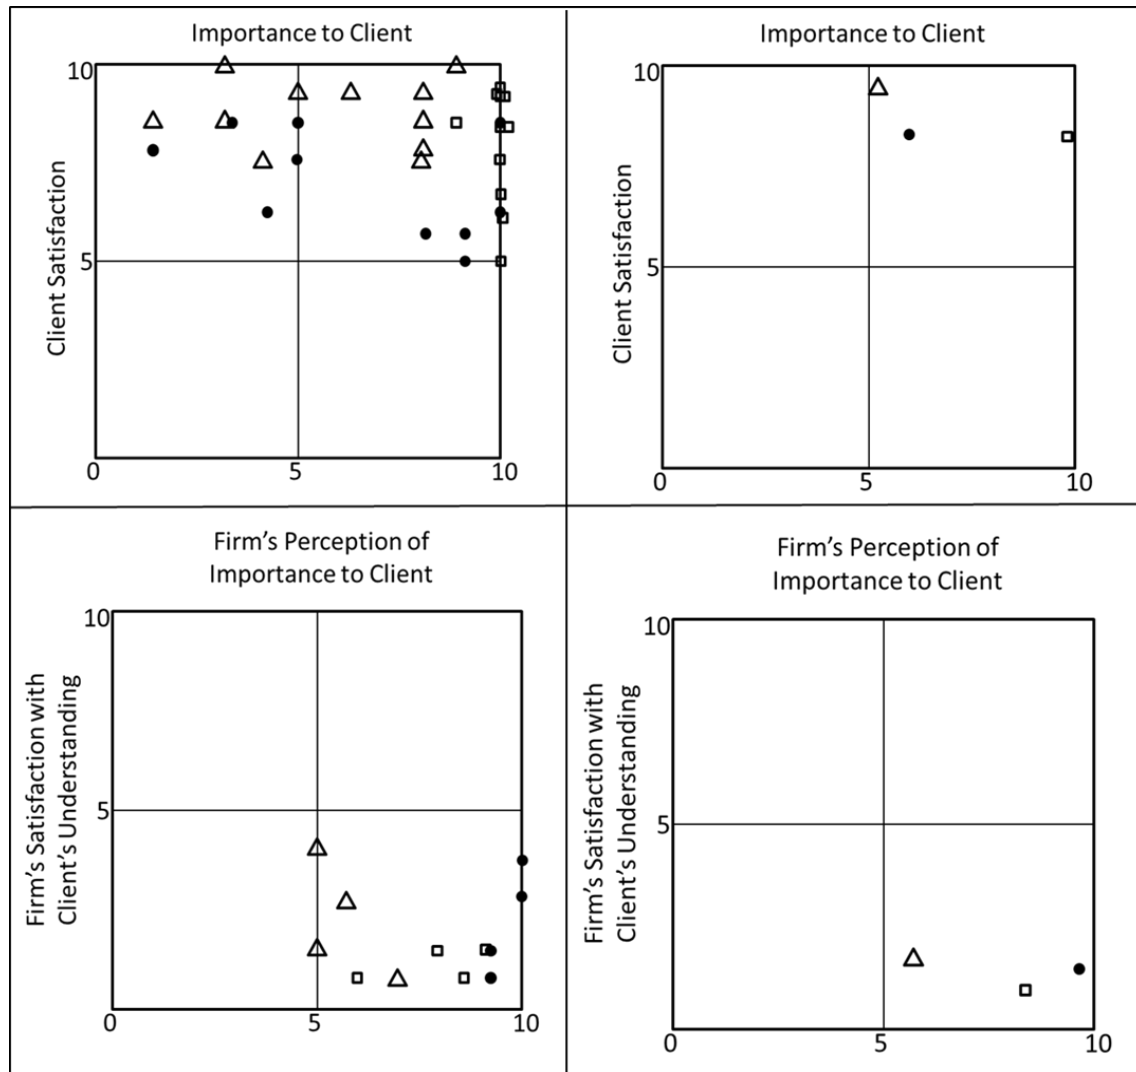 Importance to Client
10
5
0
5
10
Client Satisfaction
Importance to Client
10
5
0
5
10
Client Satisfaction
Firm's Perception of
Importance to Client
10
5
0
5
10
Firm's Satisfaction with
Client's Understanding
Firm's Perception of
Importance to Client
10
5
0
5
10
Firm's Satisfaction with
Client's Understanding